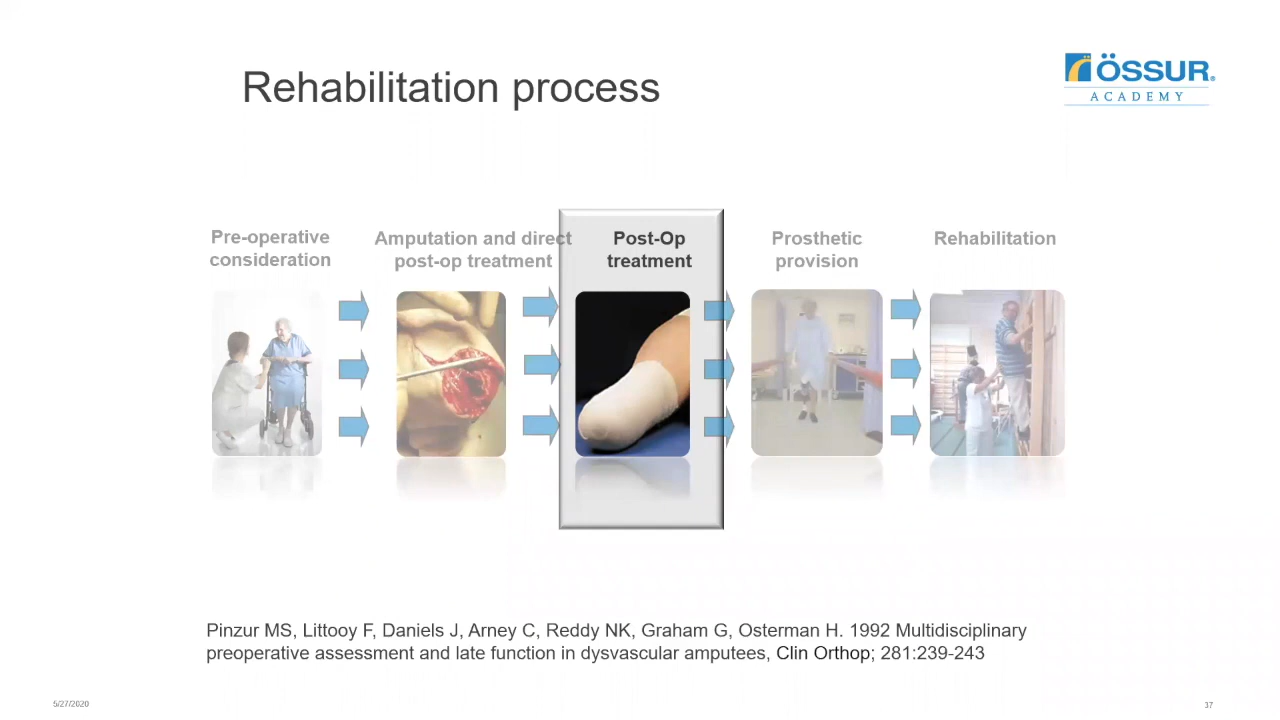 Rehabilitation process
ÖSSUR®
ACADEMY
Pre-operative
consideration
Amputation and direct
post-op treatment
Post-Op
treatment
Prosthetic
provision
Rehabilitation
Pinzur MS, Littooy F, Daniels J, Arney C, Reddy NK, Graham G, Osterman H. 1992 Multidisciplinary
preoperative assessment and late function in dysvascular amputees, Clin Orthop; 281:239-243
5/27/2020
37